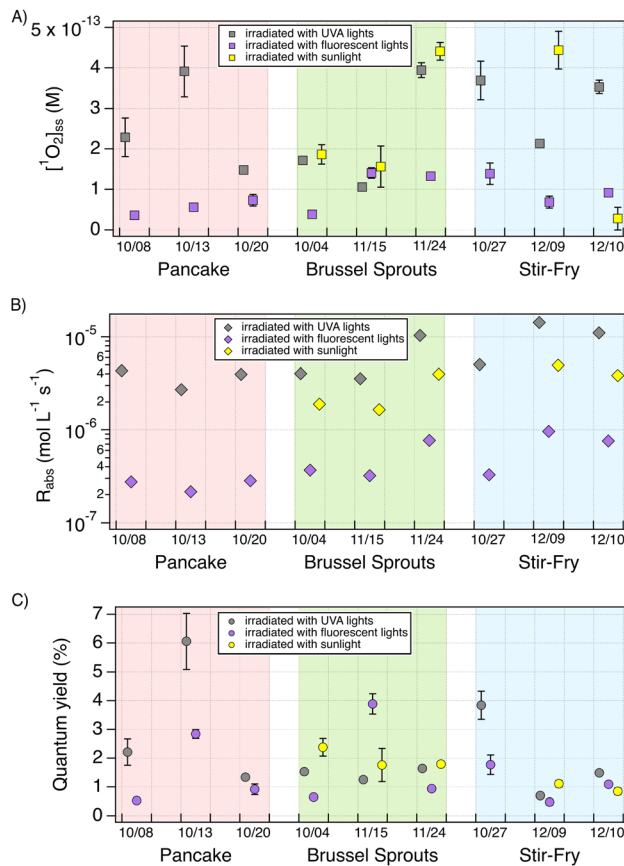 A)
5 x 10⁻¹³
4
3
2
1
0
[¹O₂]ss (M)
irradiated with UVA lights
irradiated with fluorescent lights
irradiated with sunlight
10/08 10/13 10/20 10/04 11/15 11/24 10/27 12/09 12/10
Pancake Brussel Sprouts Stir-Fry
B)
10⁻⁵
8
6
4
2
10⁻⁶
8
6
4
2
10⁻⁷
Rabs (mol L⁻¹ s⁻¹)
irradiated with UVA lights
irradiated with fluorescent lights
irradiated with sunlight
10/08 10/13 10/20 10/04 11/15 11/24 10/27 12/09 12/10
Pancake Brussel Sprouts Stir-Fry
C)
7
6
5
4
3
2
1
0
Quantum yield (%)
irradiated with UVA lights
irradiated with fluorescent lights
irradiated with sunlight
10/08 10/13 10/20 10/04 11/15 11/24 10/27 12/09 12/10
Pancake Brussel Sprouts Stir-Fry